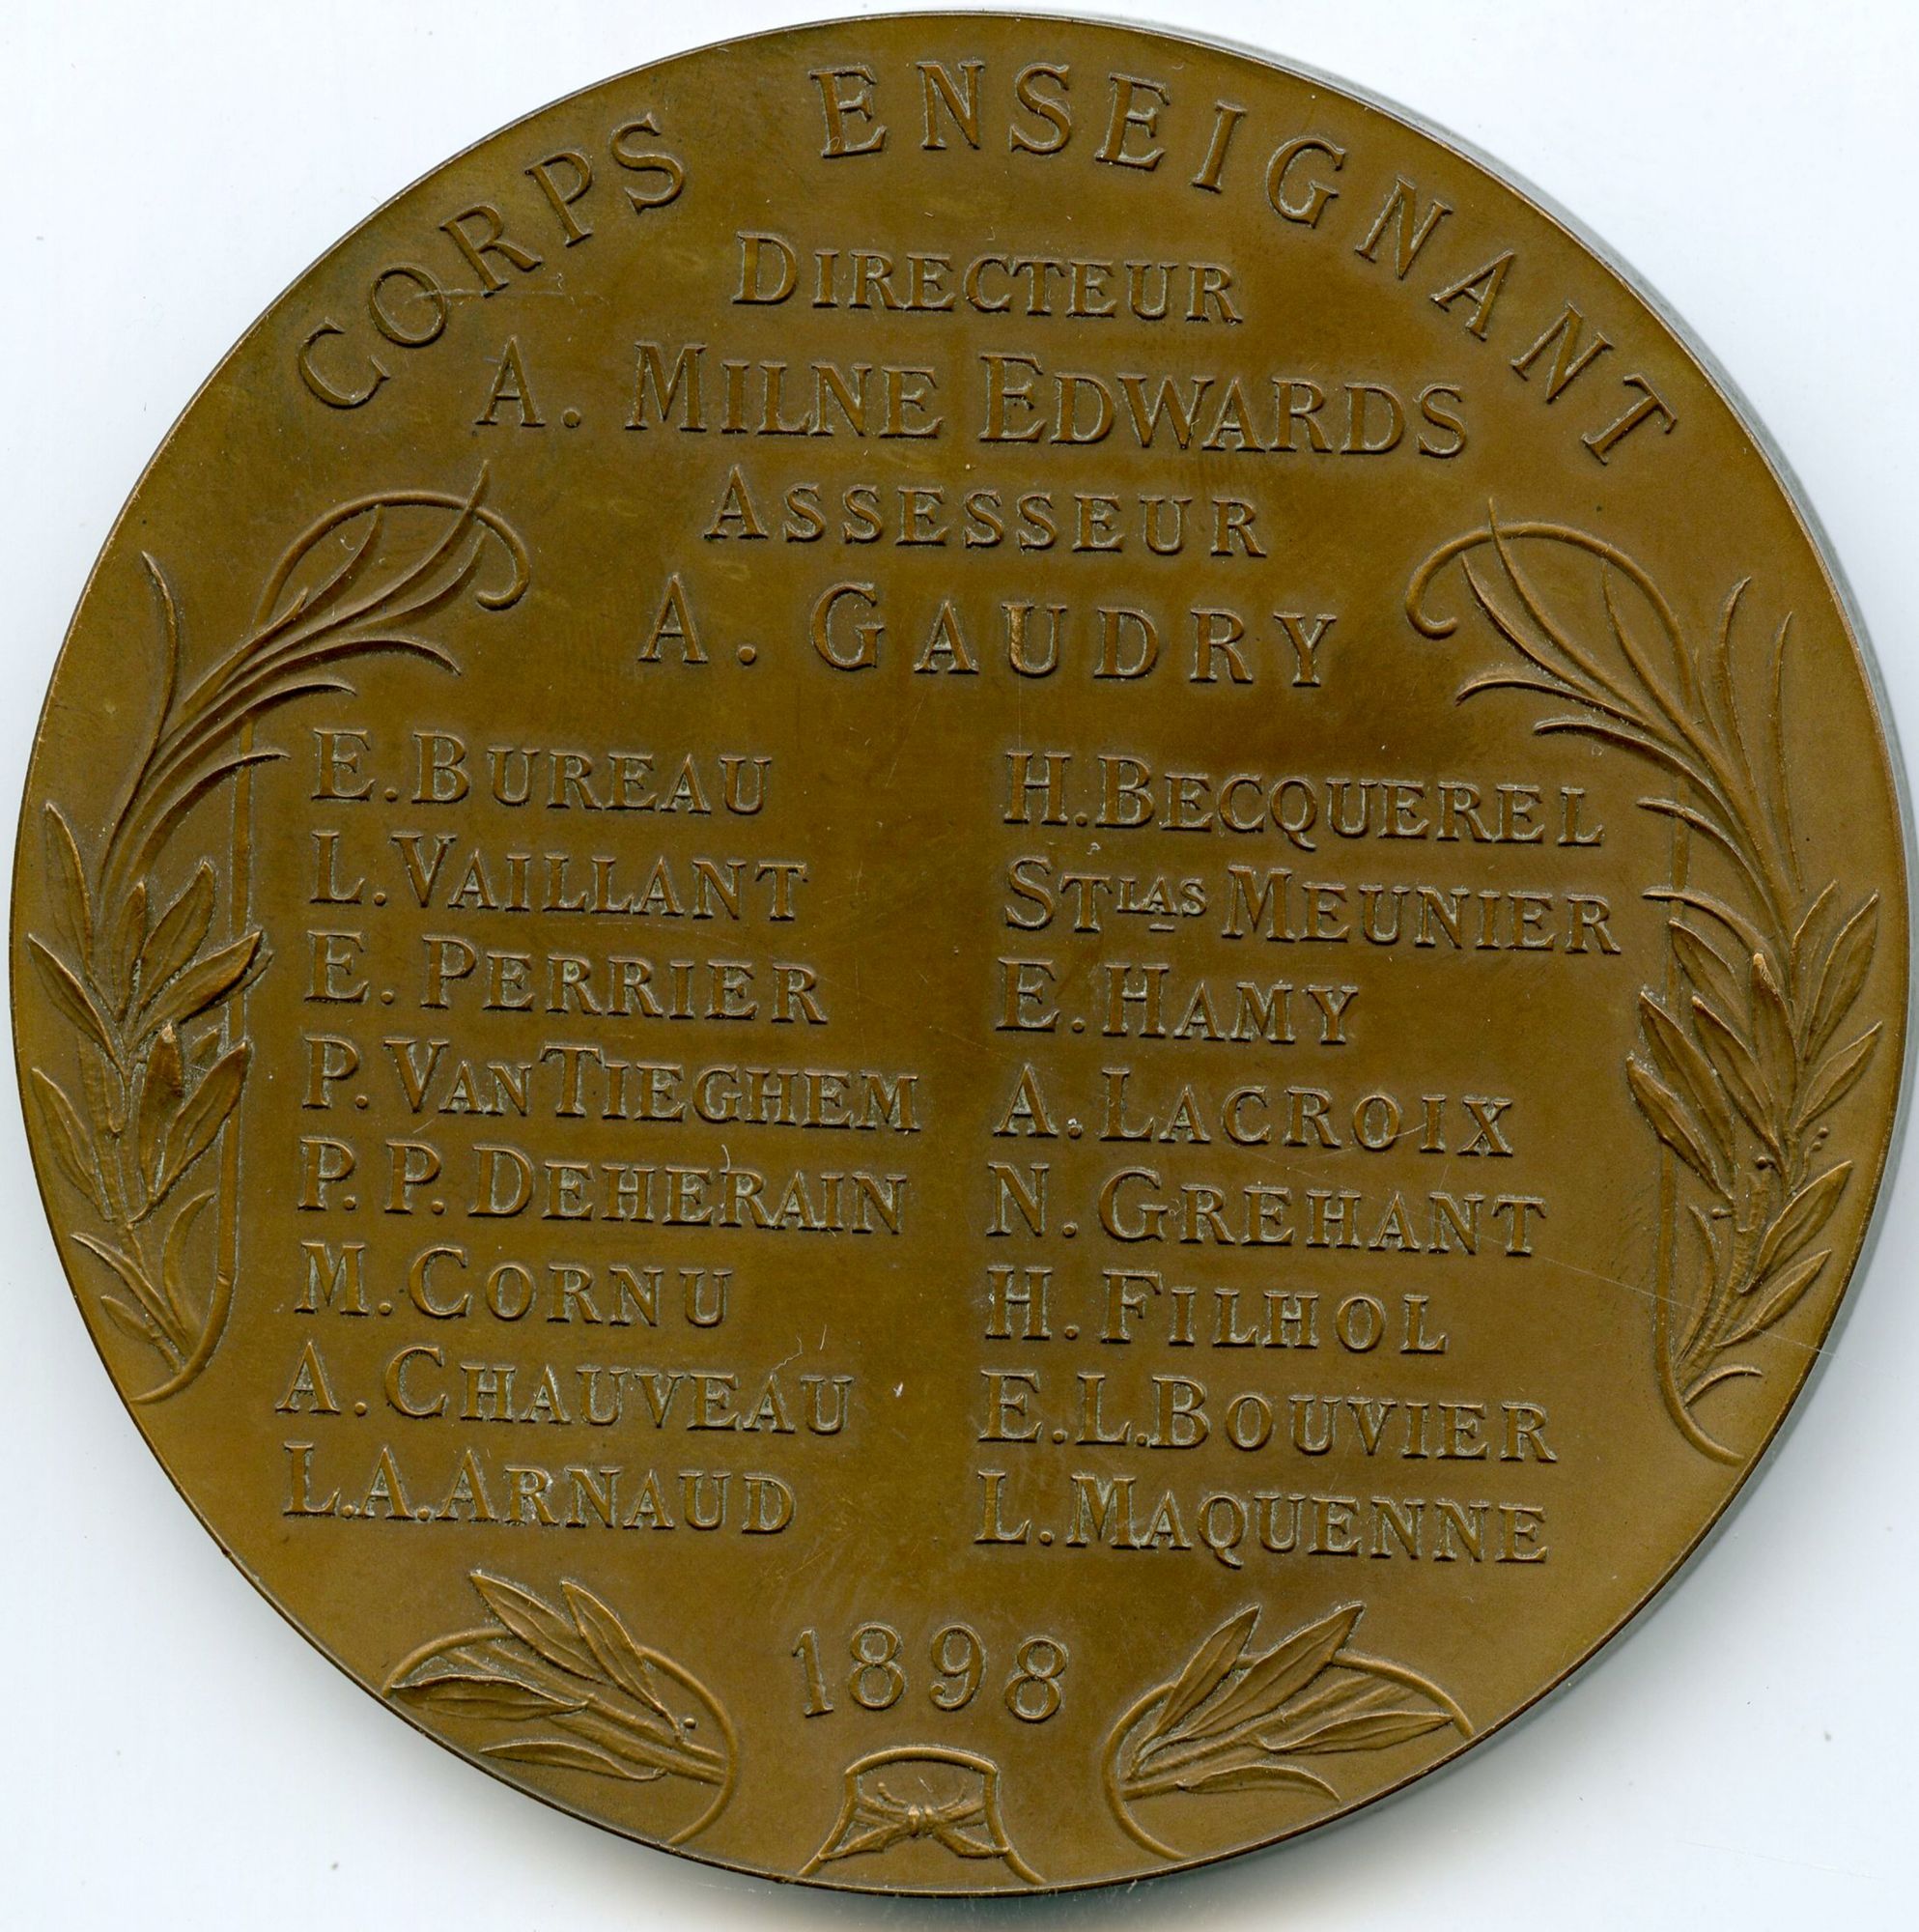 CORPS ENSEIGNANT
DIRECTEUR
A. MILNE EDWARDS
ASSESSEUR
A. GAUDRY
E. BUREAU
L. VAILLANT
E. PERRIER
P. VAN TIEGHEM
P. P. DEHERAIN
M. CORNU
A. CHAUVEAU
L. A. ARNAUD
H. BECQUEREL
STLAS MEUNIER
E. HAMY
A. LACROIX
N. GREHANT
H. FILHOL
E. L. BOUVIER
L. MAQUENNE
1898